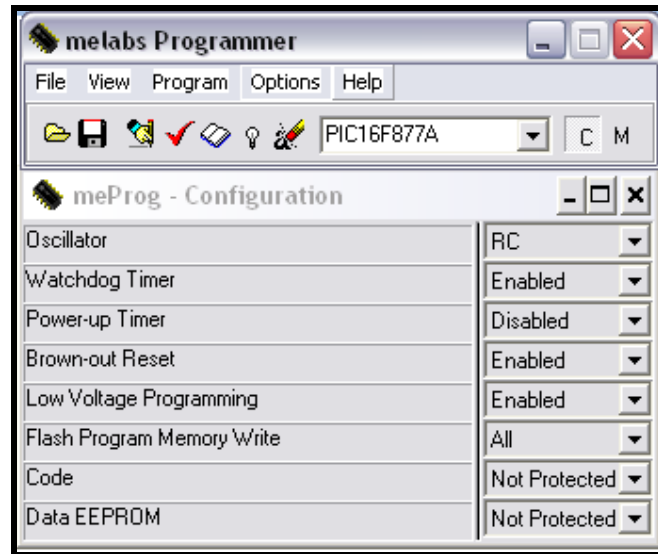 melabs Programmer
File View Program Options Help
PIC16F877A C M
meProg - Configuration
Oscillator RC
Watchdog Timer Enabled
Power-up Timer Disabled
Brown-out Reset Enabled
Low Voltage Programming Enabled
Flash Program Memory Write All
Code Not Protected
Data EEPROM Not Protected